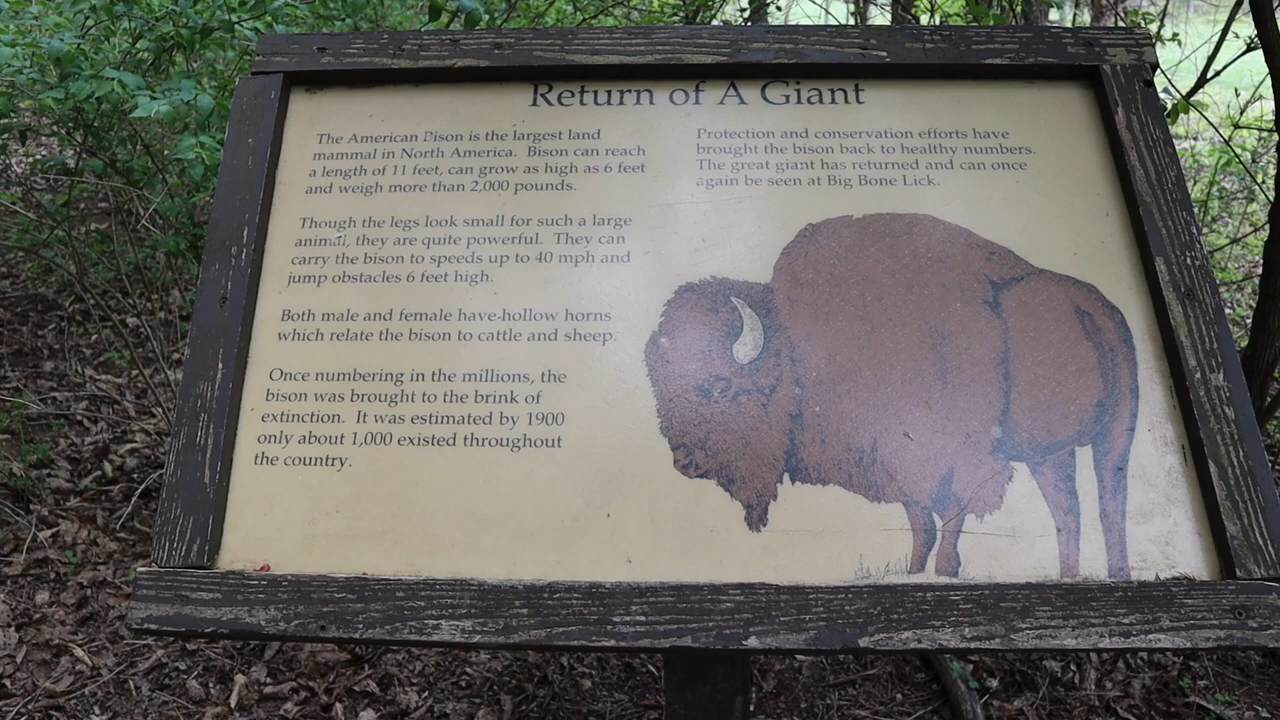 Return of A Giant
The American Bison is the largest land
mammal in North America. Bison can reach
a length of 11 feet, can grow as high as 6 feet
and weigh more than 2,000 pounds.
Though the legs look small for such a large
animal, they are quite powerful. They can
carry the bison to speeds up to 40 mph and
jump obstacles 6 feet high.
Both male and female have hollow horns
which relate the bison to cattle and sheep.
Once numbering in the millions, the
bison was brought to the brink of
extinction. It was estimated by 1900
only about 1,000 existed throughout
the country.
Protection and conservation efforts have
brought the bison back to healthy numbers.
The great giant has returned and can once
again be seen at Big Bone Lick.